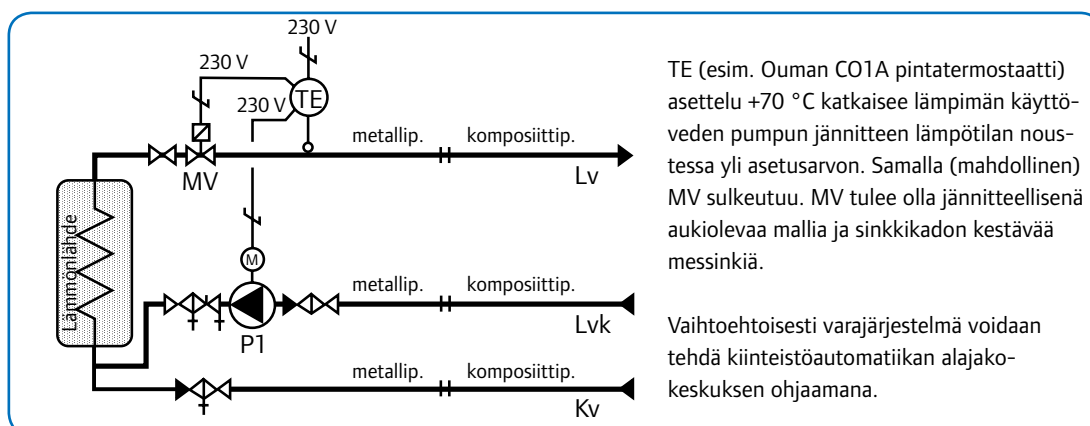 230 V
230 V
230 V
TE
metallip. komposiittip.
Lv
MV
Lämmönlähde
M
metallip. komposiittip.
Lvk
P1
metallip. komposiittip.
Kv
TE (esim. Ouman CO1A pintatermostaatti)
asettelu +70 °C katkaisee lämpimän käyttö-
veden pumpun jännitteen lämpötilan nous-
tessa yli asetusarvon. Samalla (mahdollinen)
MV sulkeutuu. MV tulee olla jännitteellisenä
aukiolevaa mallia ja sinkkikadon kestävää
messinkiä.
Vaihtoehtoisesti varajärjestelmä voidaan
tehdä kiinteistöautomatiikan alajako-
keskuksen ohjaamana.